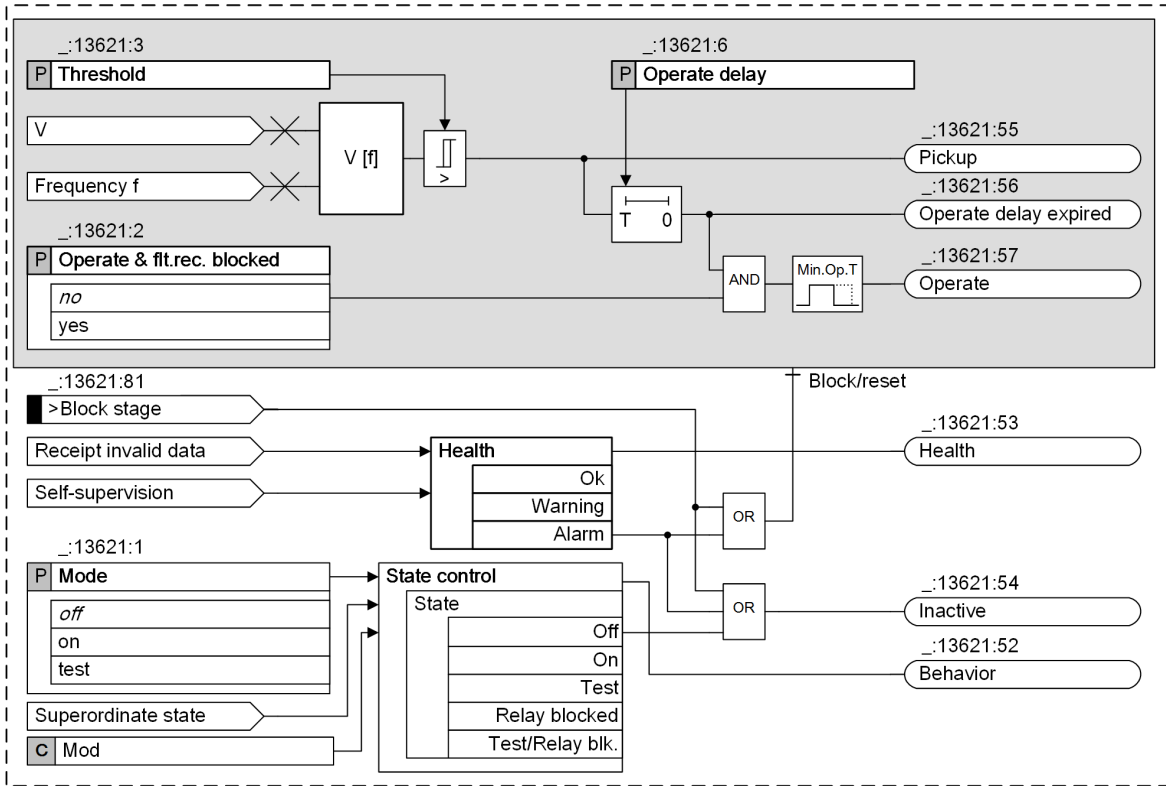 _:13621:3
P Threshold
_:13621:6
P Operate delay
V
V [f]
>
Frequency f
_:13621:55
Pickup
_:13621:56
T 0
Operate delay expired
_:13621:2
P Operate & flt.rec. blocked
no
yes
AND
Min.Op.T
_:13621:57
Operate
Block/reset
_:13621:81
>Block stage
Receipt invalid data
Self-supervision
Health
Ok
Warning
Alarm
OR
_:13621:53
Health
_:13621:1
P Mode
off
on
test
Superordinate state
C Mod
State control
State
Off
On
Test
Relay blocked
Test/Relay blk.
OR
_:13621:54
Inactive
_:13621:52
Behavior